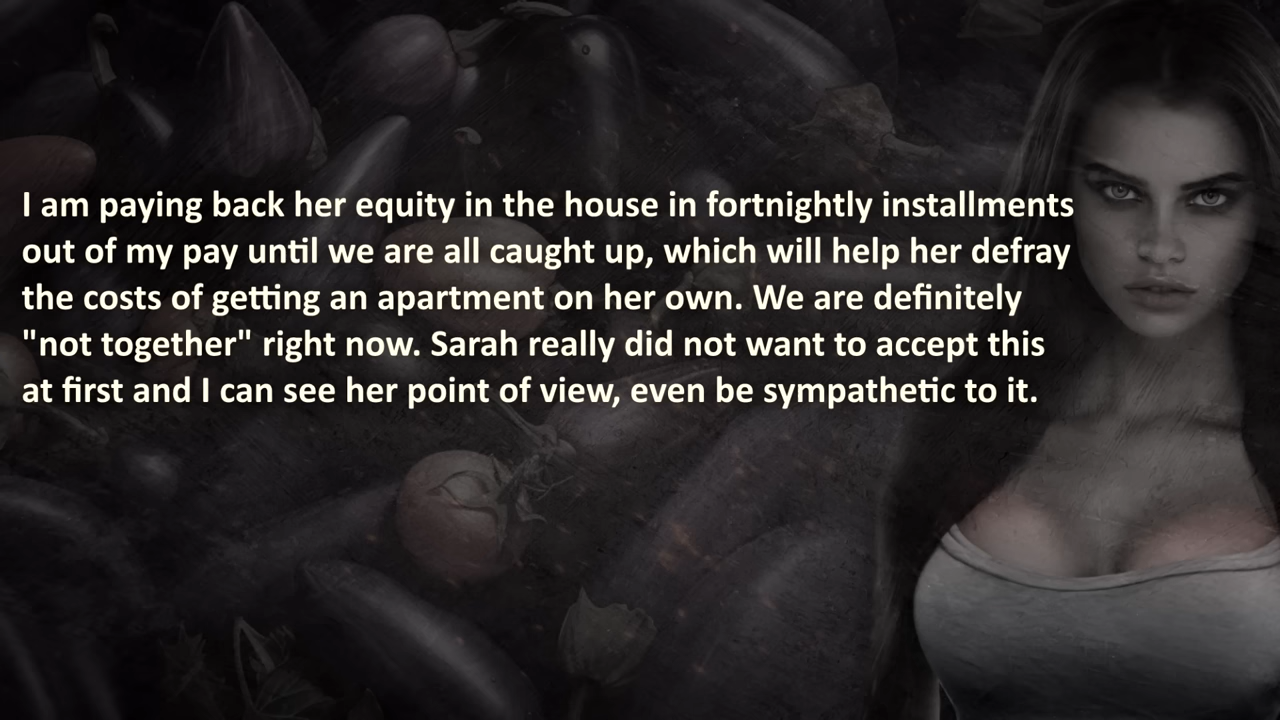 I am paying back her equity in the house in fortnightly installments
out of my pay until we are all caught up, which will help her defray
the costs of getting an apartment on her own. We are definitely
"not together" right now. Sarah really did not want to accept this
at first and I can see her point of view, even be sympathetic to it.